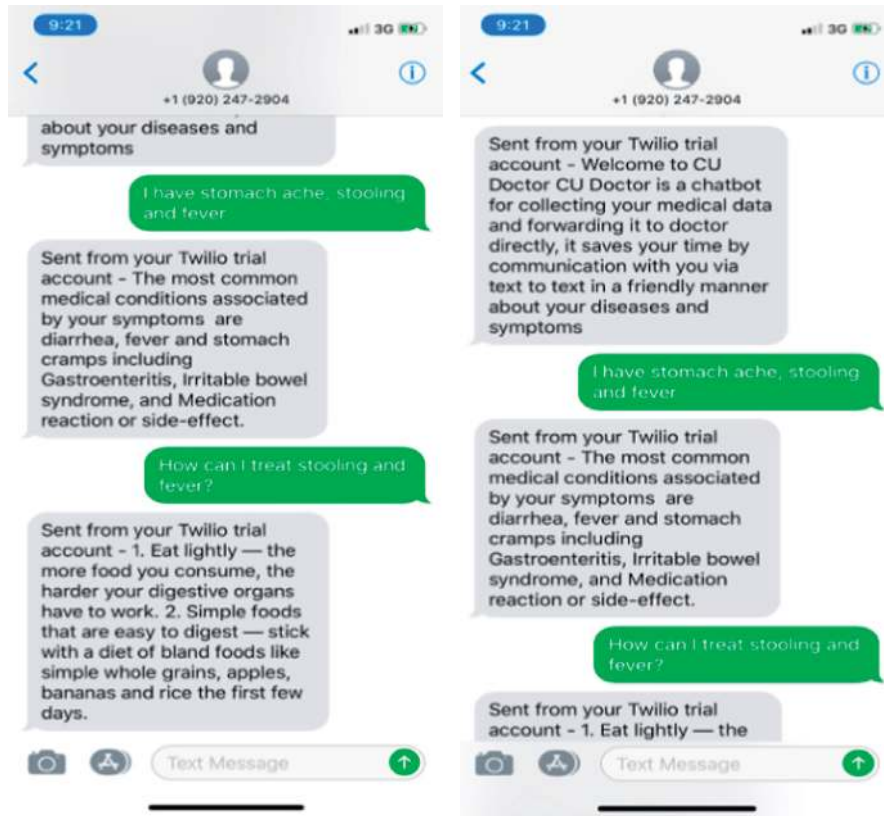 9:21
3G
+1 (920) 247-2904
about your diseases and
symptoms
I have stomach ache, stooling
and fever
Sent from your Twilio trial
account - The most common
medical conditions associated
by your symptoms are
diarrhea, fever and stomach
cramps including
Gastroenteritis, Irritable bowel
syndrome, and Medication
reaction or side-effect.
How can I treat stooling and
fever?
Sent from your Twilio trial
account - 1. Eat lightly — the
more food you consume, the
harder your digestive organs
have to work. 2. Simple foods
that are easy to digest — stick
with a diet of bland foods like
simple whole grains, apples,
bananas and rice the first few
days.
Text Message
9:21
3G
+1 (920) 247-2904
Sent from your Twilio trial
account - Welcome to CU
Doctor CU Doctor is a chatbot
for collecting your medical data
and forwarding it to doctor
directly, it saves your time by
communication with you via
text to text in a friendly manner
about your diseases and
symptoms
I have stomach ache, stooling
and fever
Sent from your Twilio trial
account - The most common
medical conditions associated
by your symptoms are
diarrhea, fever and stomach
cramps including
Gastroenteritis, Irritable bowel
syndrome, and Medication
reaction or side-effect.
How can I treat stooling and
fever?
Sent from your Twilio trial
account - 1. Eat lightly — the
Text Message